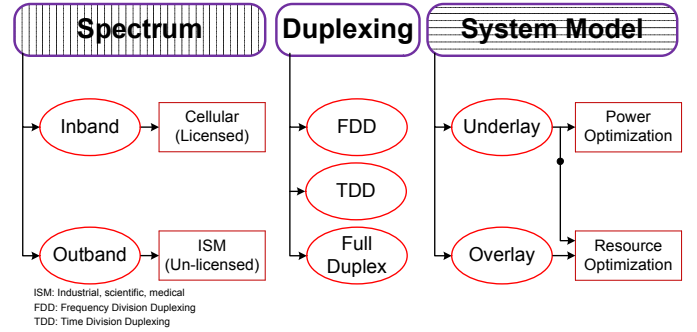 Spectrum
Duplexing
System Model
Inband
Cellular
(Licensed)
FDD
Underlay
Power
Optimization
TDD
Outband
ISM
(Un-licensed)
Full
Duplex
Overlay
Resource
Optimization
ISM: Industrial, scientific, medical
FDD: Frequency Division Duplexing
TDD: Time Division Duplexing